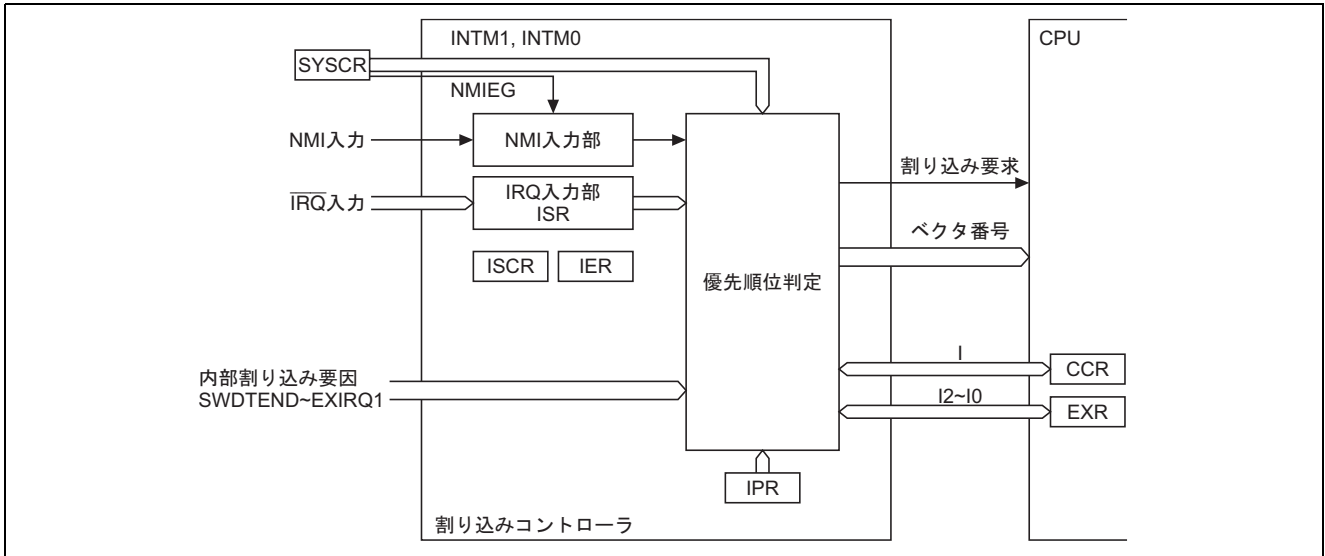 INTM1, INTM0
CPU
SYSCR
NMIEG
NMI入力
NMI入力部
割り込み要求
IRQ入力
IRQ入力部
ISR
ベクタ番号
ISCR
IER
優先順位判定
I
CCR
内部割り込み要因
SWDTEND~EXIRQ1
I2~I0
EXR
IPR
割り込みコントローラ